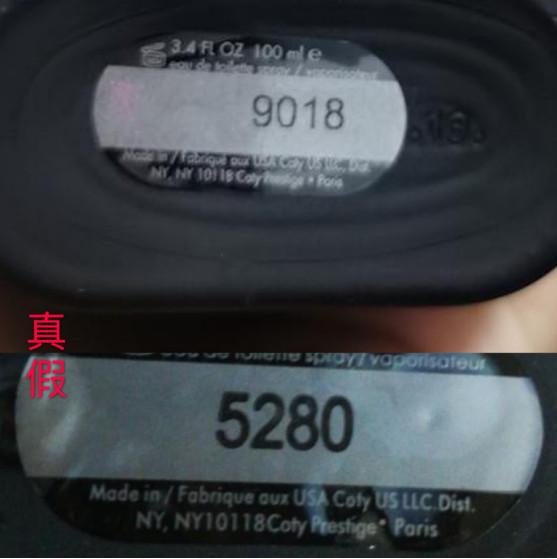 3.4 FL OZ 100 ml e
eau de toilette spray / vaporisateur
9018
Made in / Fabriqué aux USA Coty US LLC, Dist.
NY, NY 10118 Coty Prestige * Paris
真
假
eau de toilette spray / vaporisateur
5280
Made in / Fabrique aux USA Coty US LLC.Dist.
NY, NY10118Coty Prestige* Paris